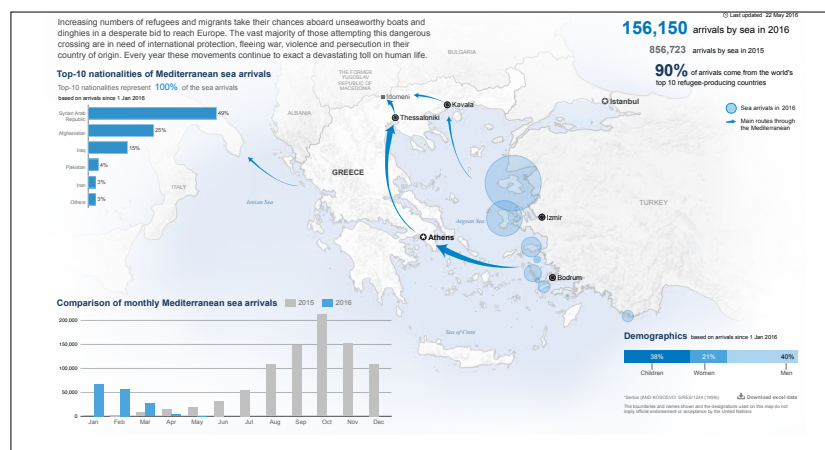 Increasing numbers of refugees and migrants take their chances aboard unseaworthy boats and
dinghies in a desperate bid to reach Europe. The vast majority of those attempting this dangerous
crossing are in need of international protection, fleeing war, violence and persecution in their
country of origin. Every year these movements continue to exact a devastating toll on human life.
Last updated 22 May 2016
156,150 arrivals by sea in 2016
856,723 arrivals by sea in 2015
90% of arrivals come from the world's
top 10 refugee-producing countries
Sea arrivals in 2016
Main routes through
the Mediterranean
Top-10 nationalities of Mediterranean sea arrivals
Top-10 nationalities represent 100% of the sea arrivals
based on arrivals since 1 Jan 2016
Syrian Arab
Republic
49%
Afghanistan
25%
Iraq
15%
Pakistan
4%
Iran
3%
Others
3%
BULGARIA
THE FORMER
YUGOSLAV
REPUBLIC OF
MACEDONIA
Idomeni
Kavala
Istanbul
ALBANIA
Thessaloniki
GREECE
ITALY
Ionian Sea
Aegean Sea
TURKEY
Izmir
Athens
Bodrum
Sea of Crete
Comparison of monthly Mediterranean sea arrivals 2015 2016
200,000
150,000
100,000
50,000
0
Jan Feb Mar Apr May Jun Jul Aug Sep Oct Nov Dec
Demographics based on arrivals since 1 Jan 2016
38% 21% 40%
Children Women Men
*Serbia (AND KOSOVO: S/RES/1244 (1999))
Download excel data
The boundaries and names shown and the designations used on this map do not
imply official endorsement or acceptance by the United Nations